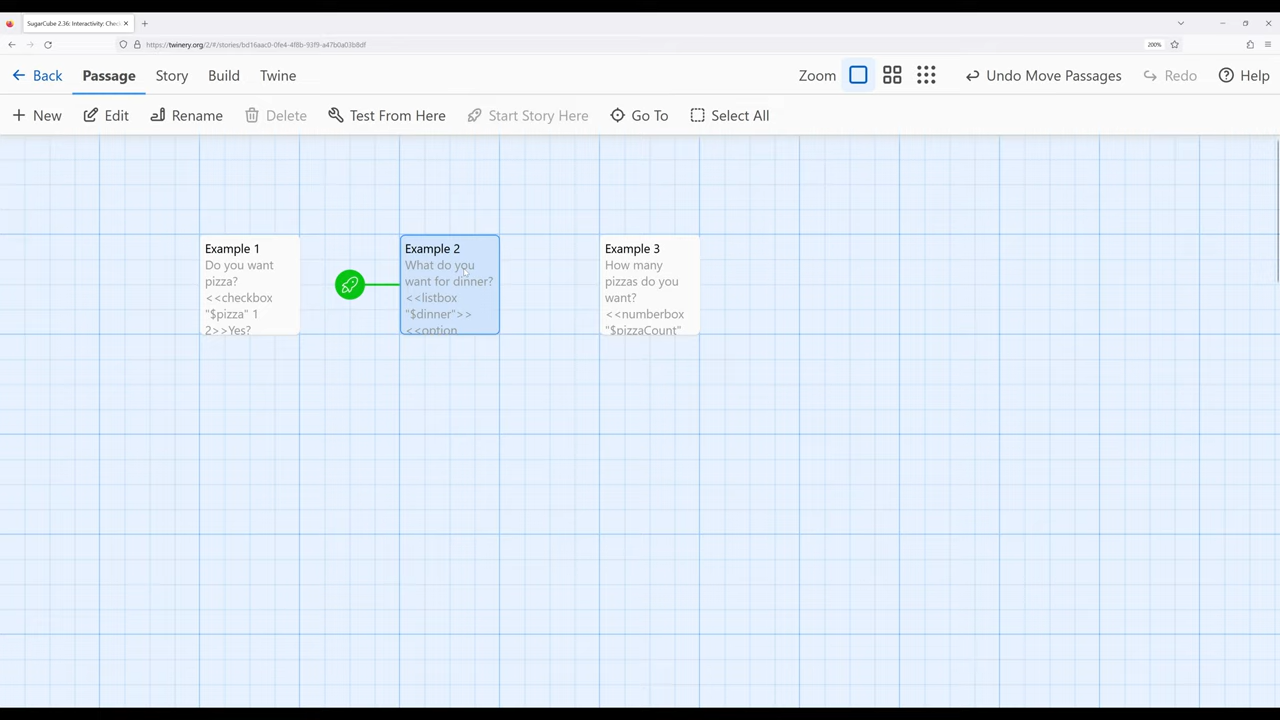 SugarCube 2.36: Interactivity: Chec
https://twinery.org/2/#/stories/bd16aac0-0fe4-4f8b-93f9-a47b0a03b8df
200%
Back
Passage
Story
Build
Twine
Zoom
Undo Move Passages
Redo
Help
New
Edit
Rename
Delete
Test From Here
Start Story Here
Go To
Select All
Example 1
Do you want
pizza?
<<checkbox
"$pizza" 1
2>>Yes?
Example 2
What do you
want for dinner?
<<listbox
"$dinner">>
<<option
Example 3
How many
pizzas do you
want?
<<numberbox
"$pizzaCount"